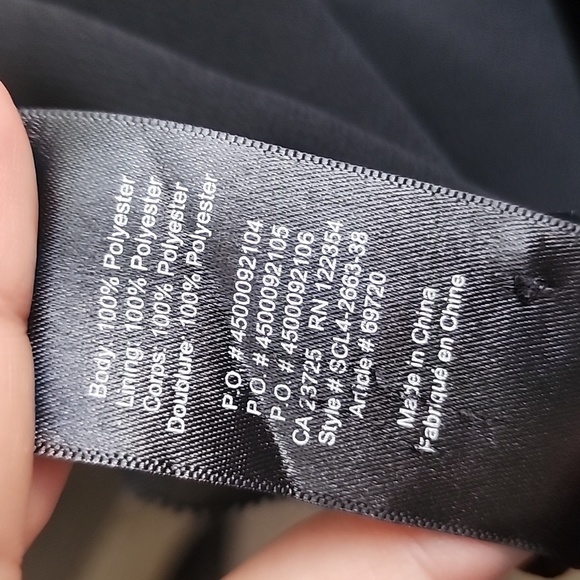 Body: 100% Polyester
Lining: 100% Polyester
Corps: 100% Polyester
Doublure: 100% Polyester
P.O. # 4500092104
P.O. # 4500092105
P.O # 4500092106
CA 23725 RN 122354
Style # SCL4-2663-38
Article # 69720
Made in China
Fabriqué en Chine